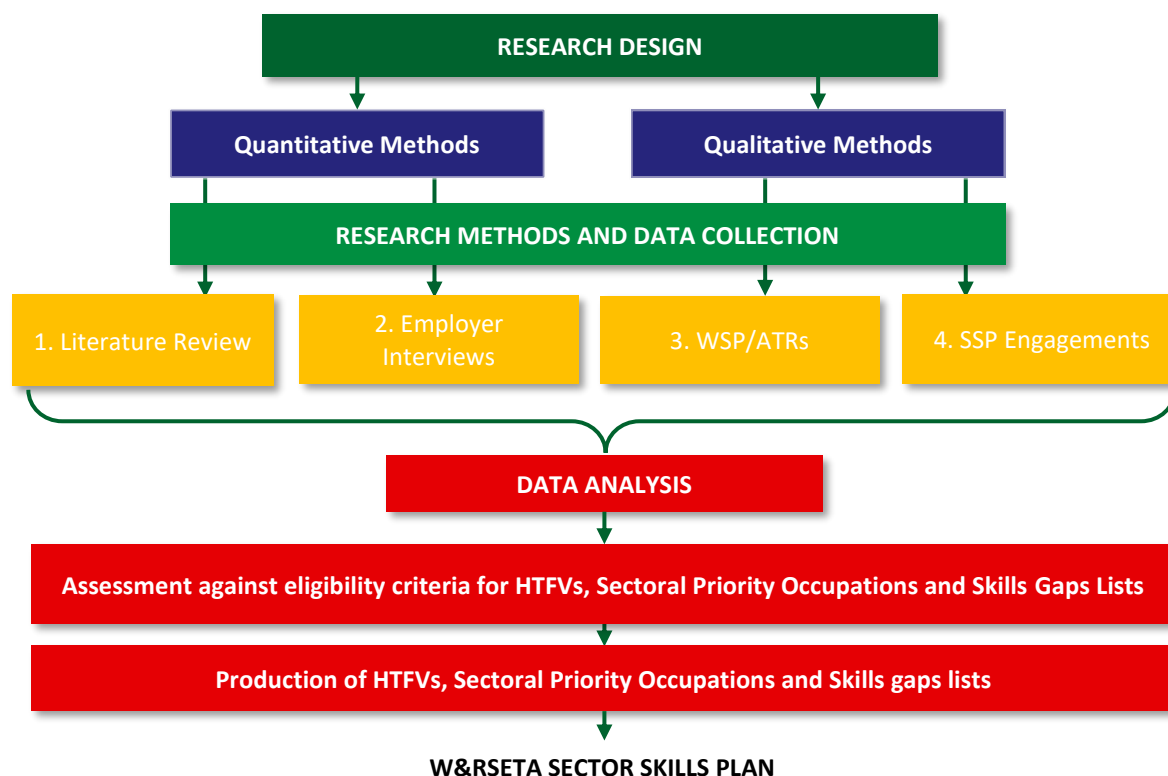 RESEARCH DESIGN
Quantitative Methods
Qualitative Methods
RESEARCH METHODS AND DATA COLLECTION
1. Literature Review
2. Employer
Interviews
3. WSP/ATRs
4. SSP Engagements
DATA ANALYSIS
Assessment against eligibility criteria for HTFVs, Sectoral Priority Occupations and Skills Gaps Lists
Production of HTFVs, Sectoral Priority Occupations and Skills gaps lists
W&RSETA SECTOR SKILLS PLAN